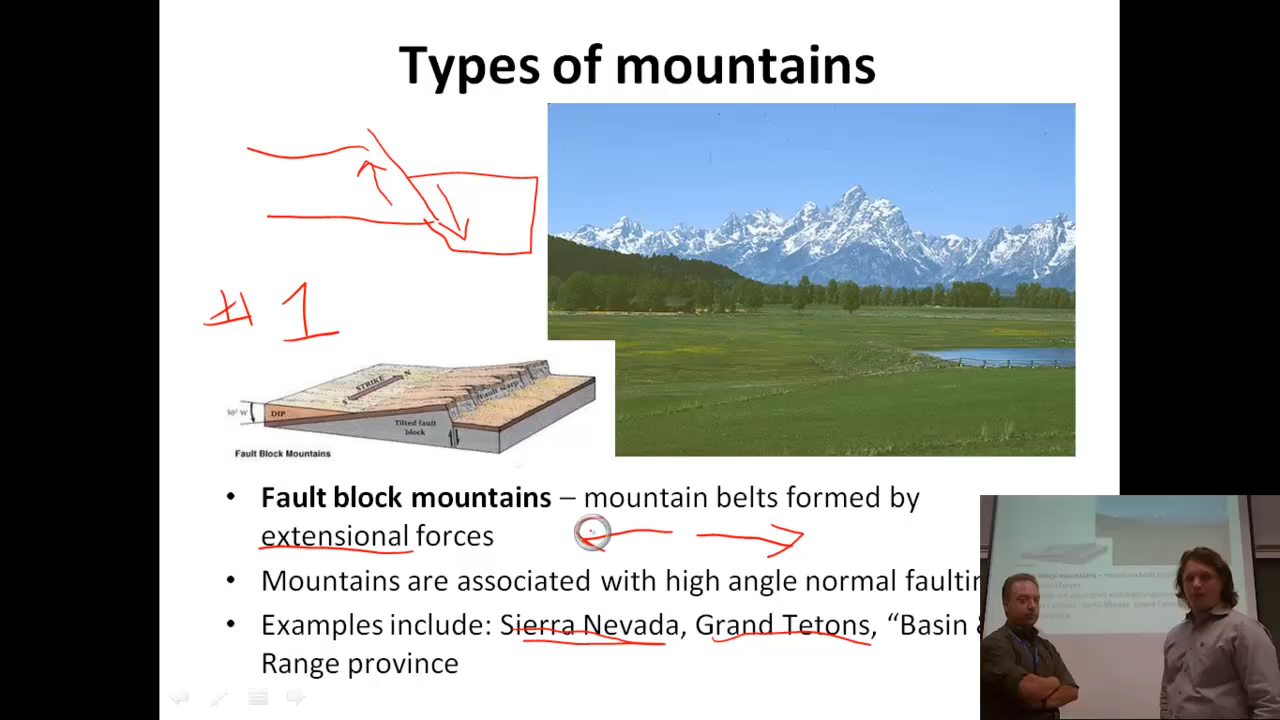 Types of mountains
# 1
STRIKE
N
Fault scarp
30° W
DIP
Tilted fault
block
Fault Block Mountains
• Fault block mountains – mountain belts formed by
extensional forces
• Mountains are associated with high angle normal faultin
• Examples include: Sierra Nevada, Grand Tetons, “Basin &
Range province